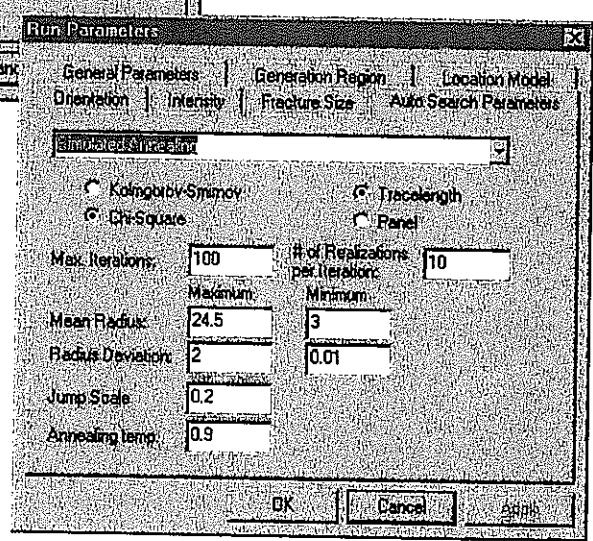 Run Parameters
General Parameters
Generation Region
Location Model
Orientation
Intensity
Fracture Size
Auto Search Parameters
Simulated Annealing
Kolmgorov-Smirnov
Tracelength
Chi-Square
Panel
Max. Iterations:
100
# of Realizations
per Iteration:
10
Maximum
Minimum
Mean Radius:
24.5
3
Radius Deviation:
2
0.01
Jump Scale
0.2
Annealing temp.
0.9
OK
Cancel
Apply